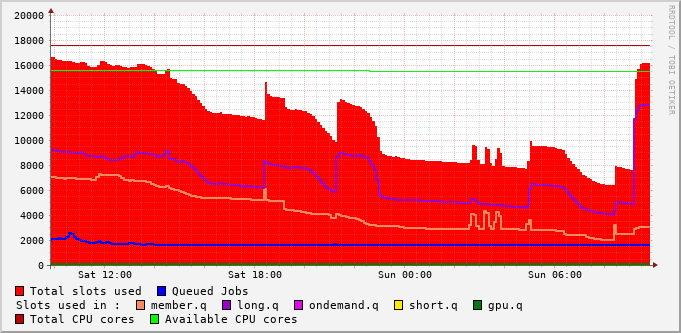 20000
18000
16000
14000
12000
10000
8000
6000
4000
2000
0
Sat 12:00 Sat 18:00 Sun 00:00 Sun 06:00
RRDTOOL / TOBI OETIKER
Total slots used Queued Jobs
Slots used in : member.q long.q ondemand.q short.q gpu.q
Total CPU cores Available CPU cores